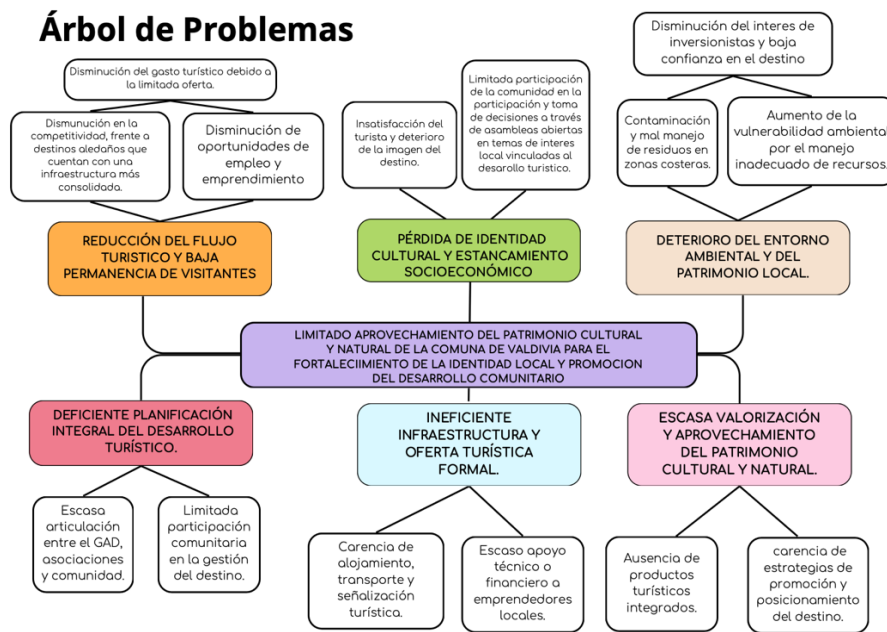 Árbol de Problemas
Disminución del gasto turístico debido a
la limitada oferta.
Dismunución en la
competitividad, frente a
destinos aledaños que
cuentan con una
infraestructura más
consolidada.
Disminución de
oportunidades de
empleo y
emprendimiento
Insatisfacción del
turista y deterioro
de la imagen del
destino.
Limitada participación
de la comunidad en la
participación y toma
de decisiones a través
de asambleas abiertas
en temas de interes
local vinculadas al
desarollo turistico.
Disminución del interes de
inversionistas y baja
confianza en el destino
Contaminación
y mal manejo
de residuos en
zonas costeras.
Aumento de la
vulnerabilidad ambiental
por el manejo
inadecuado de recursos.
REDUCCIÓN DEL FLUJO
TURISTICO Y BAJA
PERMANENCIA DE VISITANTES
PÉRDIDA DE IDENTIDAD
CULTURAL Y ESTANCAMIENTO
SOCIOECONÓMICO
DETERIORO DEL ENTORNO
AMBIENTAL Y DEL
PATRIMONIO LOCAL.
LIMITADO APROVECHAMIENTO DEL PATRIMONIO CULTURAL
Y NATURAL DE LA COMUNA DE VALDIVIA PARA EL
FORTALECIIMIENTO DE LA IDENTIDAD LOCAL Y PROMOCION
DEL DESARROLLO COMUNITARIO
DEFICIENTE PLANIFICACIÓN
INTEGRAL DEL DESARROLLO
TURÍSTICO.
INEFICIENTE
INFRAESTRUCTURA Y
OFERTA TURÍSTICA
FORMAL.
ESCASA VALORIZACIÓN
Y APROVECHAMIENTO
DEL PATRIMONIO
CULTURAL Y NATURAL.
Escasa
articulación
entre el GAD,
asociaciones y
comunidad.
Limitada
participación
comunitaria
en la gestión
del destino.
Carencia de
alojamiento,
transporte y
señalización
turística.
Escaso apoyo
técnico o
financiero a
emprendedores
locales.
Ausencia de
productos
turísticos
integrados.
carencia de
estrategias de
promoción y
posicionamiento
del destino.